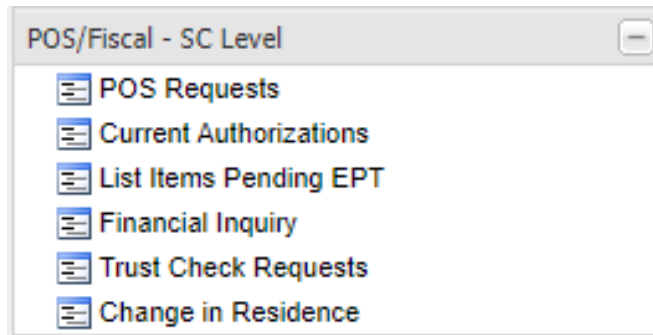 POS/Fiscal - SC Level
POS Requests
Current Authorizations
List Items Pending EPT
Financial Inquiry
Trust Check Requests
Change in Residence